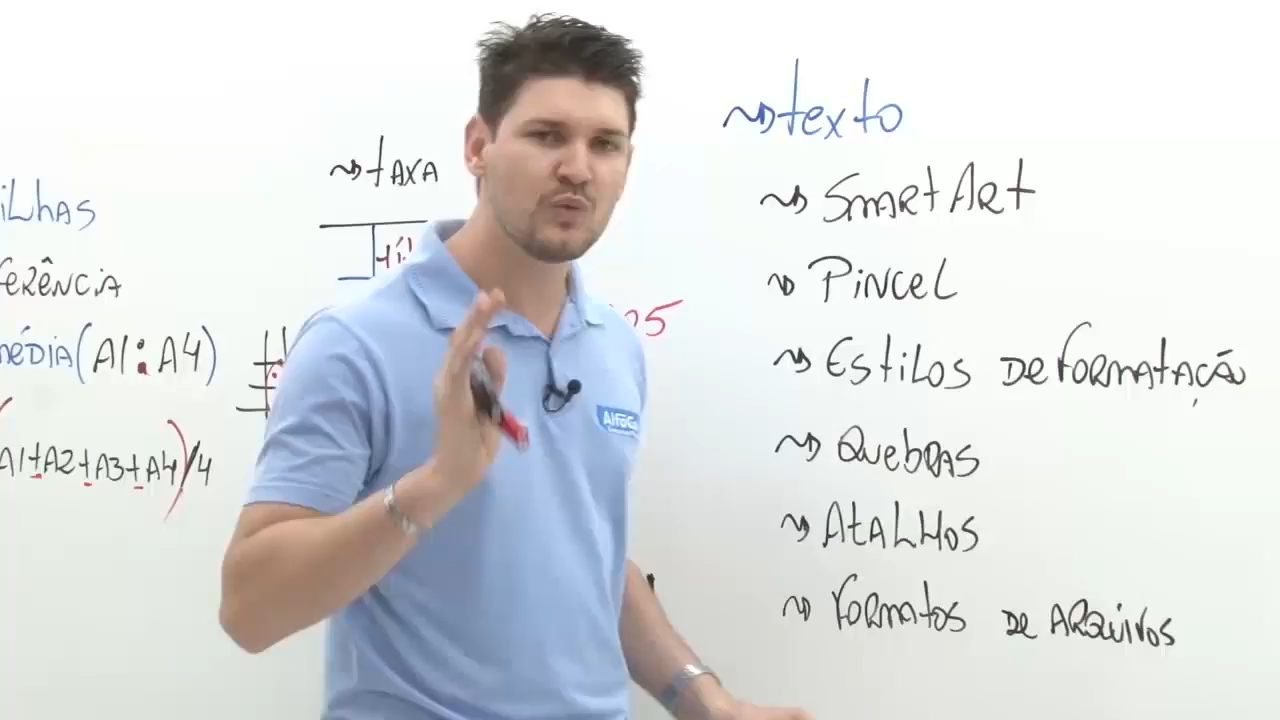 iLhas
ferência
média(A1:A4)
A1+A2+A3+A4)/4
taxa
texto
SmartArt
Pincel
Estilos de formatação
Quebras
Atalhos
Formatos de Arquivos